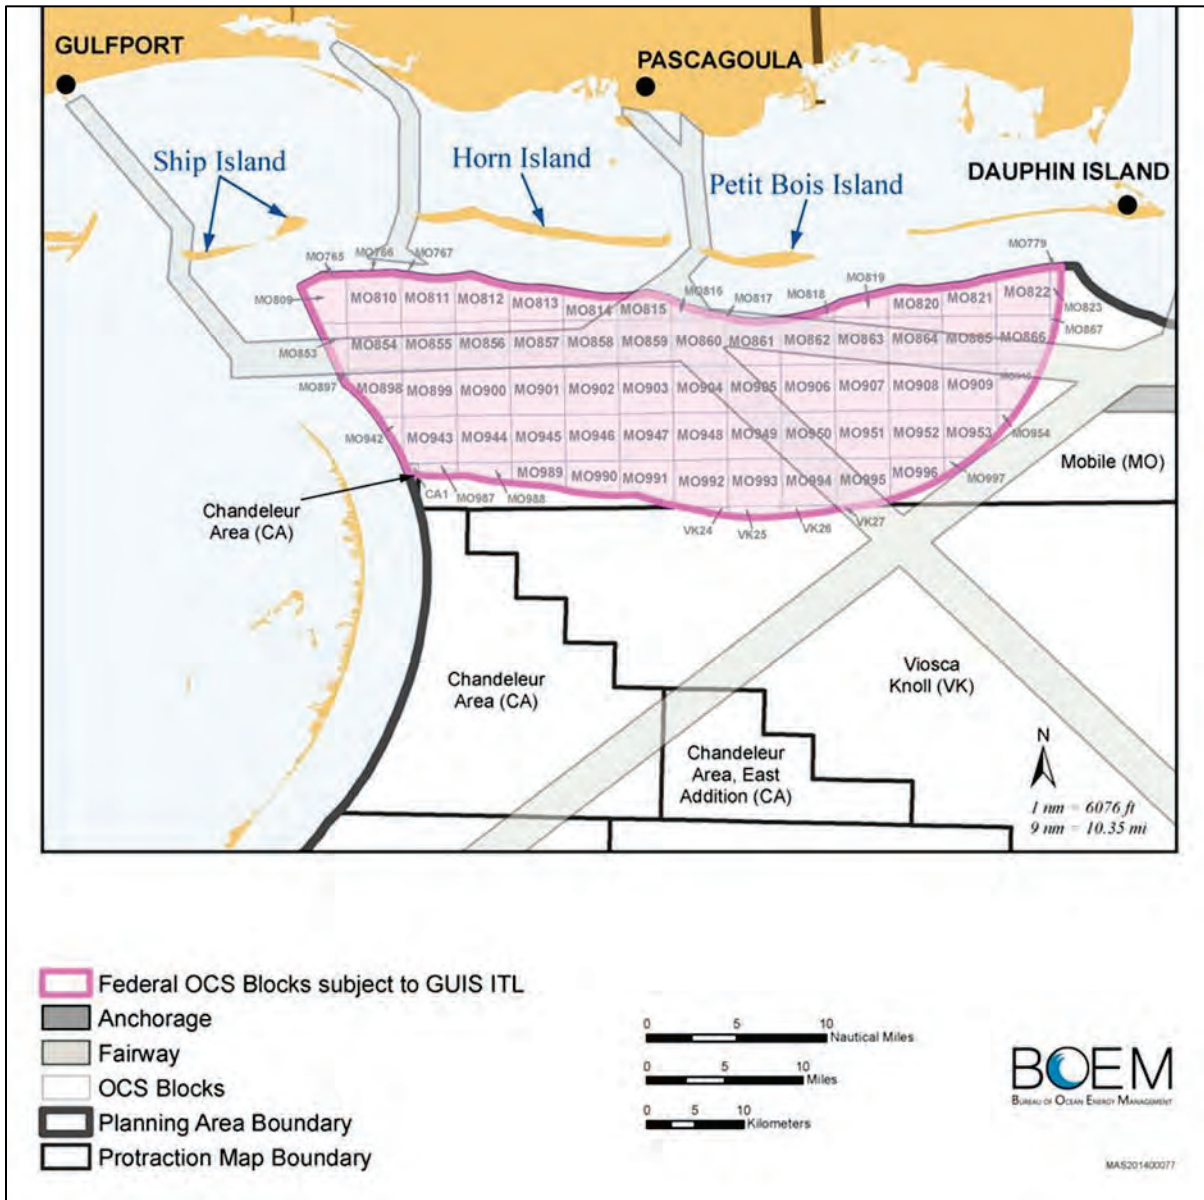 GULFPORT
PASCAGOULA
Ship Island
Horn Island
Petit Bois Island
DAUPHIN ISLAND
MO765
MO766
MO767
MO779
MO809
MO810
MO811
MO812
MO813
MO814
MO815
MO816
MO817
MO818
MO819
MO820
MO821
MO822
MO823
MO853
MO854
MO855
MO856
MO857
MO858
MO859
MO860
MO861
MO862
MO863
MO864
MO865
MO866
MO867
MO897
MO898
MO899
MO900
MO901
MO902
MO903
MO904
MO905
MO906
MO907
MO908
MO909
MO942
MO943
MO944
MO945
MO946
MO947
MO948
MO949
MO950
MO951
MO952
MO953
MO954
Mobile (MO)
CA1
MO987
MO988
MO989
MO990
MO991
MO992
MO993
MO994
MO995
MO996
MO997
Chandeleur
Area (CA)
VK24
VK25
VK26
VK27
Chandeleur
Area (CA)
Viosca
Knoll (VK)
Chandeleur
Area, East
Addition (CA)
N
1 nm = 6076 ft
9 nm = 10.35 mi
Federal OCS Blocks subject to GUIS ITL
Anchorage
Fairway
OCS Blocks
Planning Area Boundary
Protraction Map Boundary
0 5 10
Nautical Miles
0 5 10
Miles
0 5 10
Kilometers
BOEM
BUREAU OF OCEAN ENERGY MANAGEMENT
MAS201400077